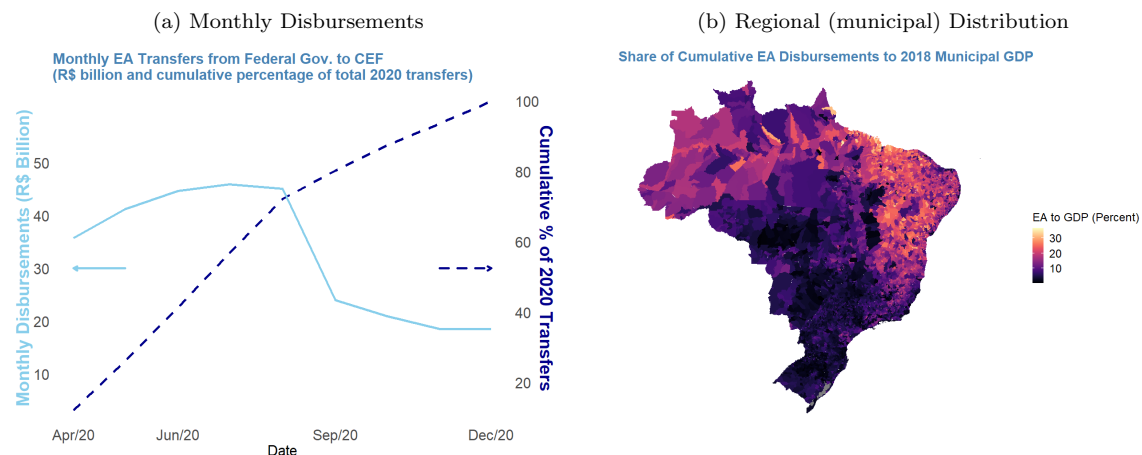 (a) Monthly Disbursements
Monthly EA Transfers from Federal Gov. to CEF
(R$ billion and cumulative percentage of total 2020 transfers)
Monthly Disbursements (R$ Billion)
50
40
30
20
10
100
80
60
40
20
Cumulative % of 2020 Transfers
Apr/20
Jun/20
Sep/20
Dec/20
Date
(b) Regional (municipal) Distribution
Share of Cumulative EA Disbursements to 2018 Municipal GDP
EA to GDP (Percent)
30
20
10